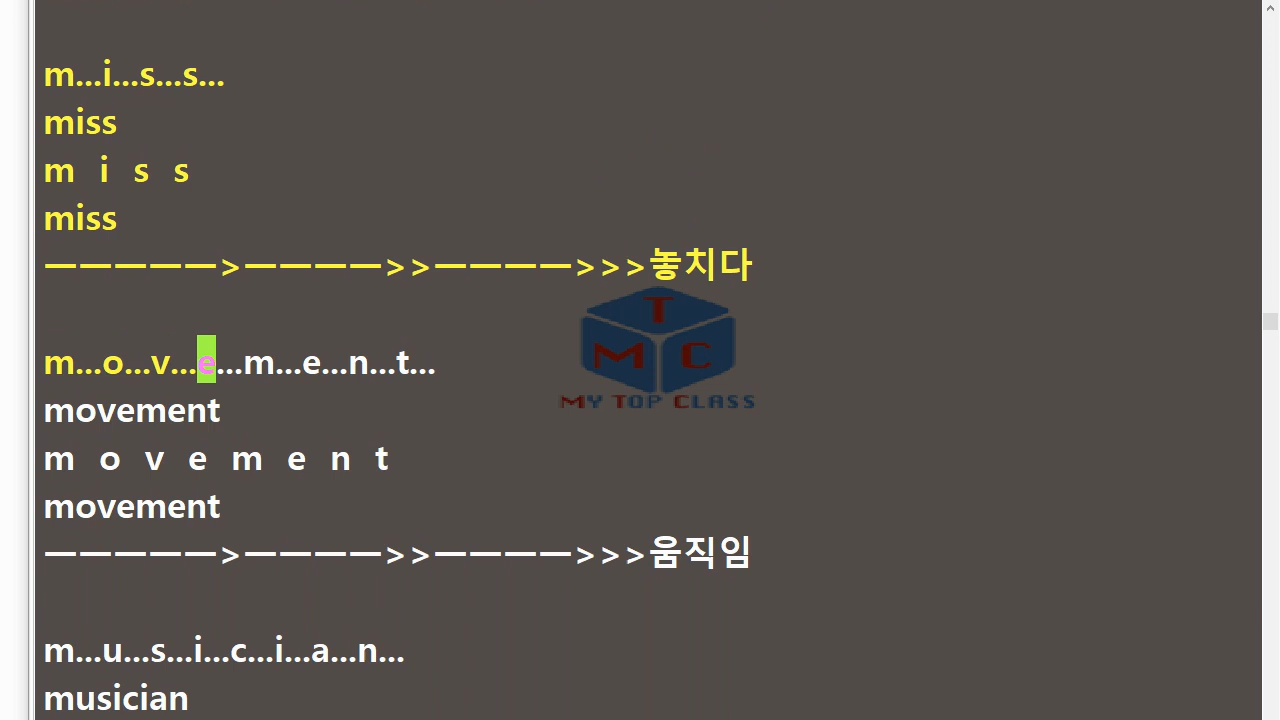 m...i...s...s...
miss
m i s s
miss
—————>————>>————>>>놓치다
m...o...v...e...m...e...n...t...
movement
m o v e m e n t
movement
—————>————>>————>>>움직임
m...u...s...i...c...i...a...n...
musician
T
M C
MY TOP CLASS